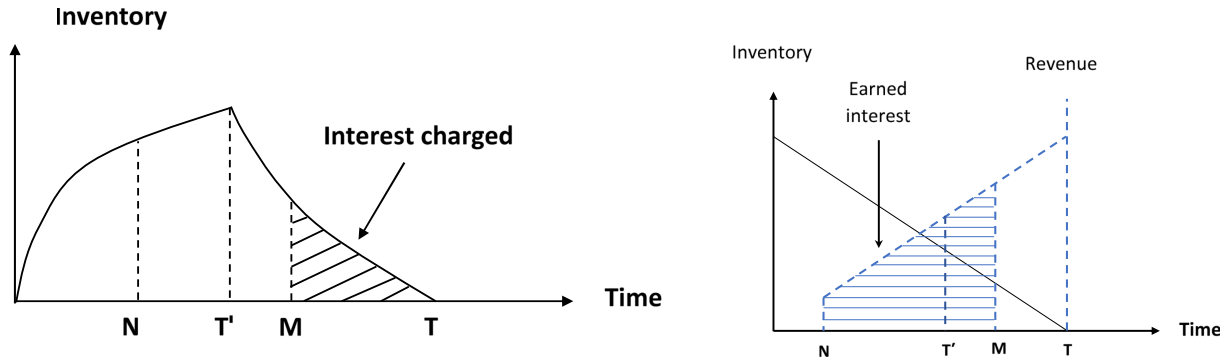 Inventory
Interest charged
Time
N T' M T
Inventory
Revenue
Earned
interest
Time
N T′ M T